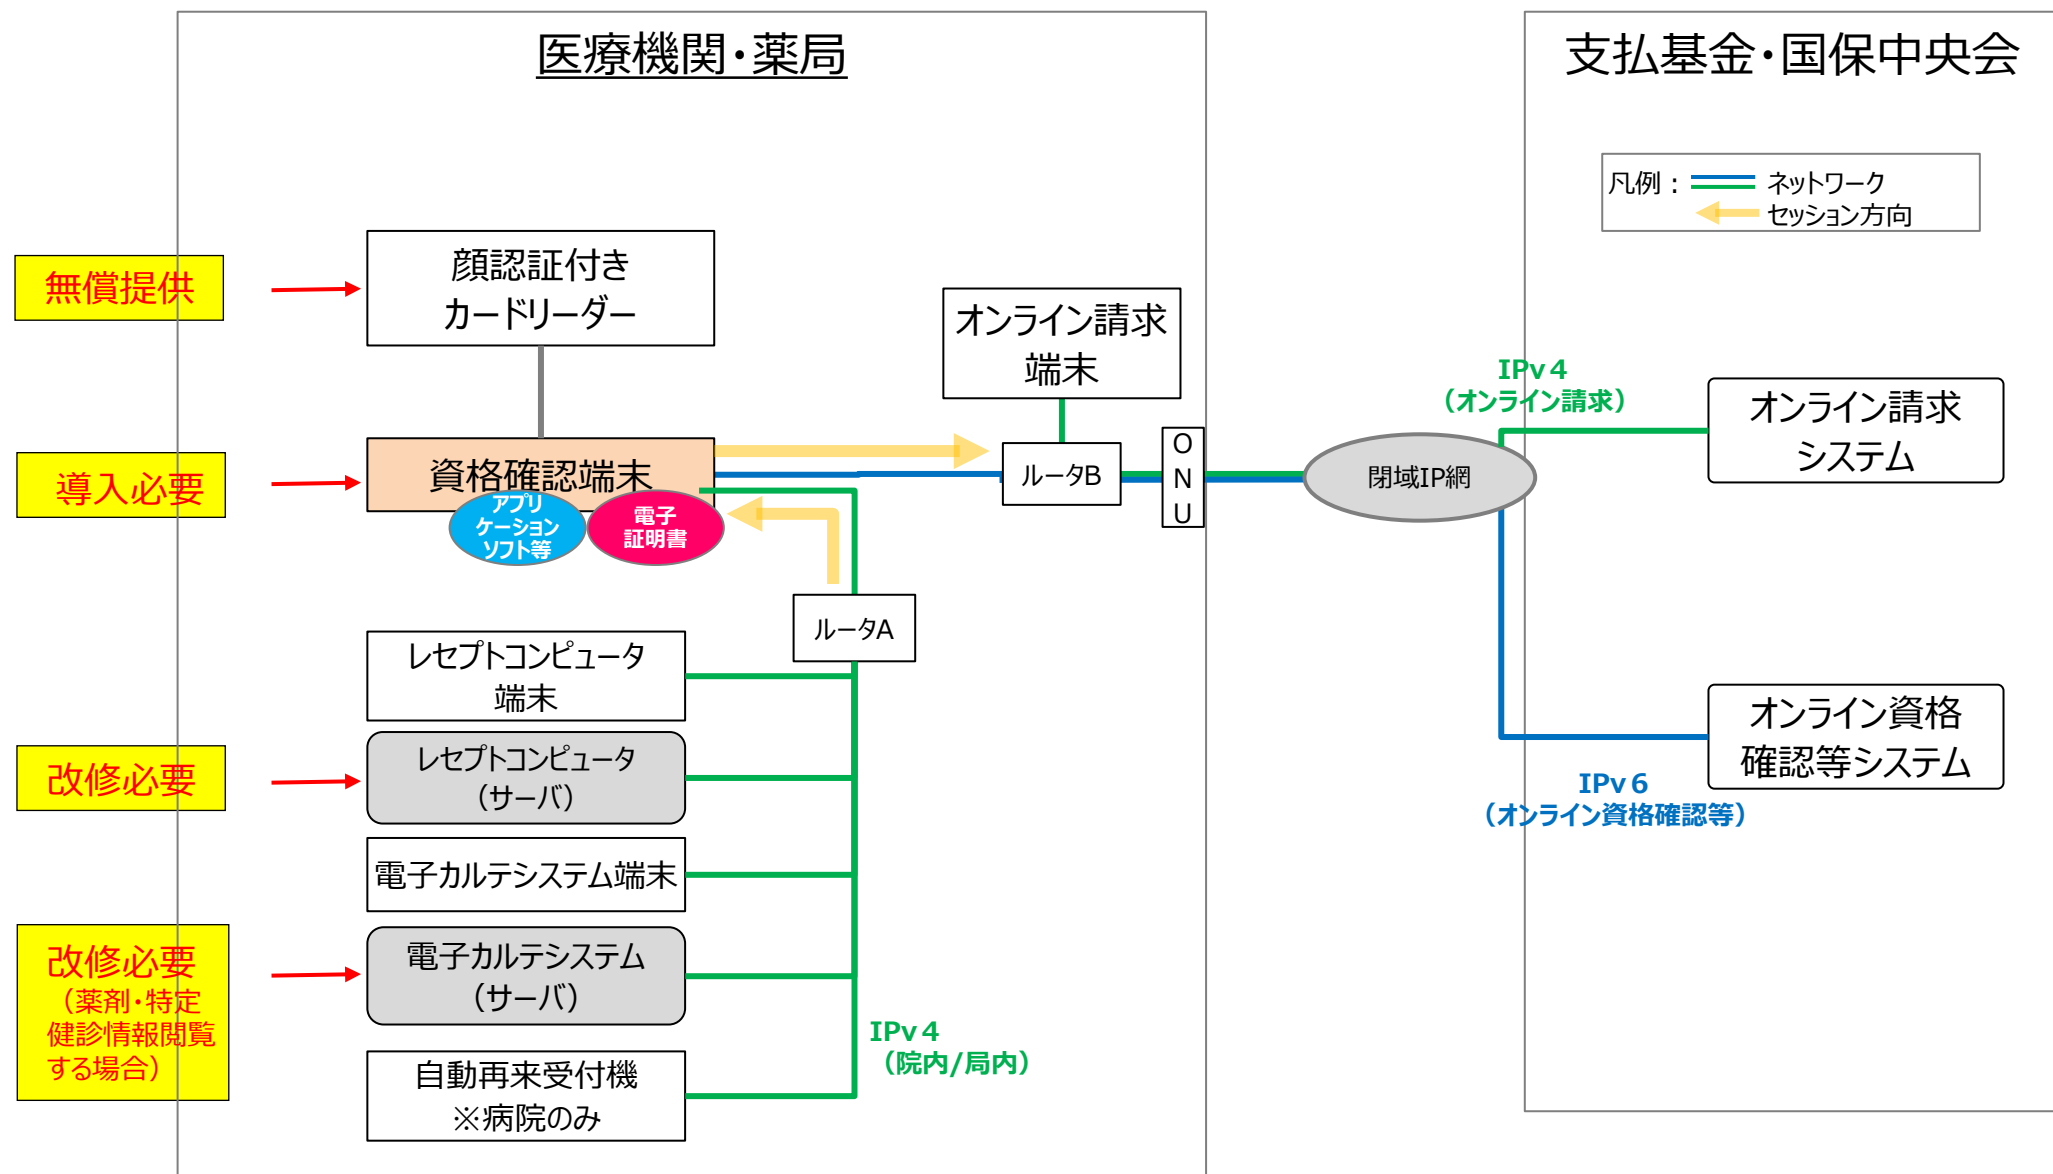 医療機関・薬局
支払基金・国保中央会
凡例：
ネットワーク
セッション方向
無償提供
顔認証付き
カードリーダー
オンライン請求
端末
IPv４
（オンライン請求）
オンライン請求
システム
導入必要
資格確認端末
アプリ
ケーション
ソフト等
電子
証明書
ルータB
O
N
U
閉域IP網
ルータA
レセプトコンピュータ
端末
改修必要
レセプトコンピュータ
（サーバ）
オンライン資格
確認等システム
IPv６
（オンライン資格確認等）
電子カルテシステム端末
改修必要
（薬剤・特定
健診情報閲覧
する場合）
電子カルテシステム
（サーバ）
IPv４
（院内/局内）
自動再来受付機
※病院のみ